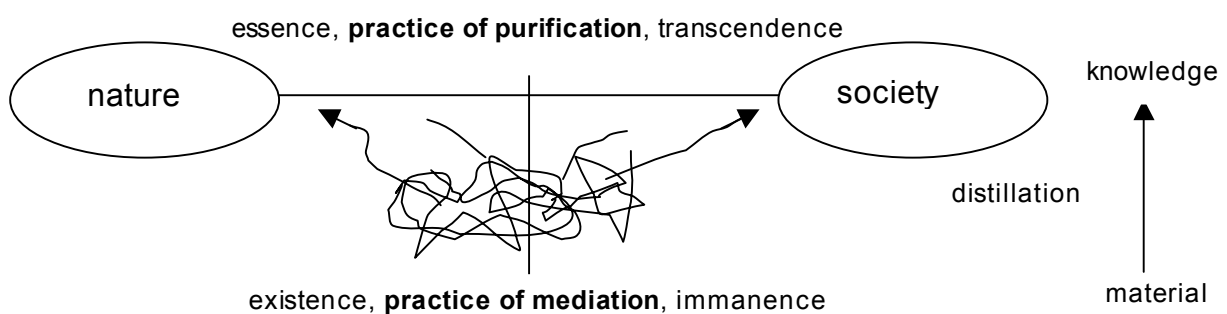 essence, practice of purification, transcendence
nature
society
knowledge
distillation
material
existence, practice of mediation, immanence